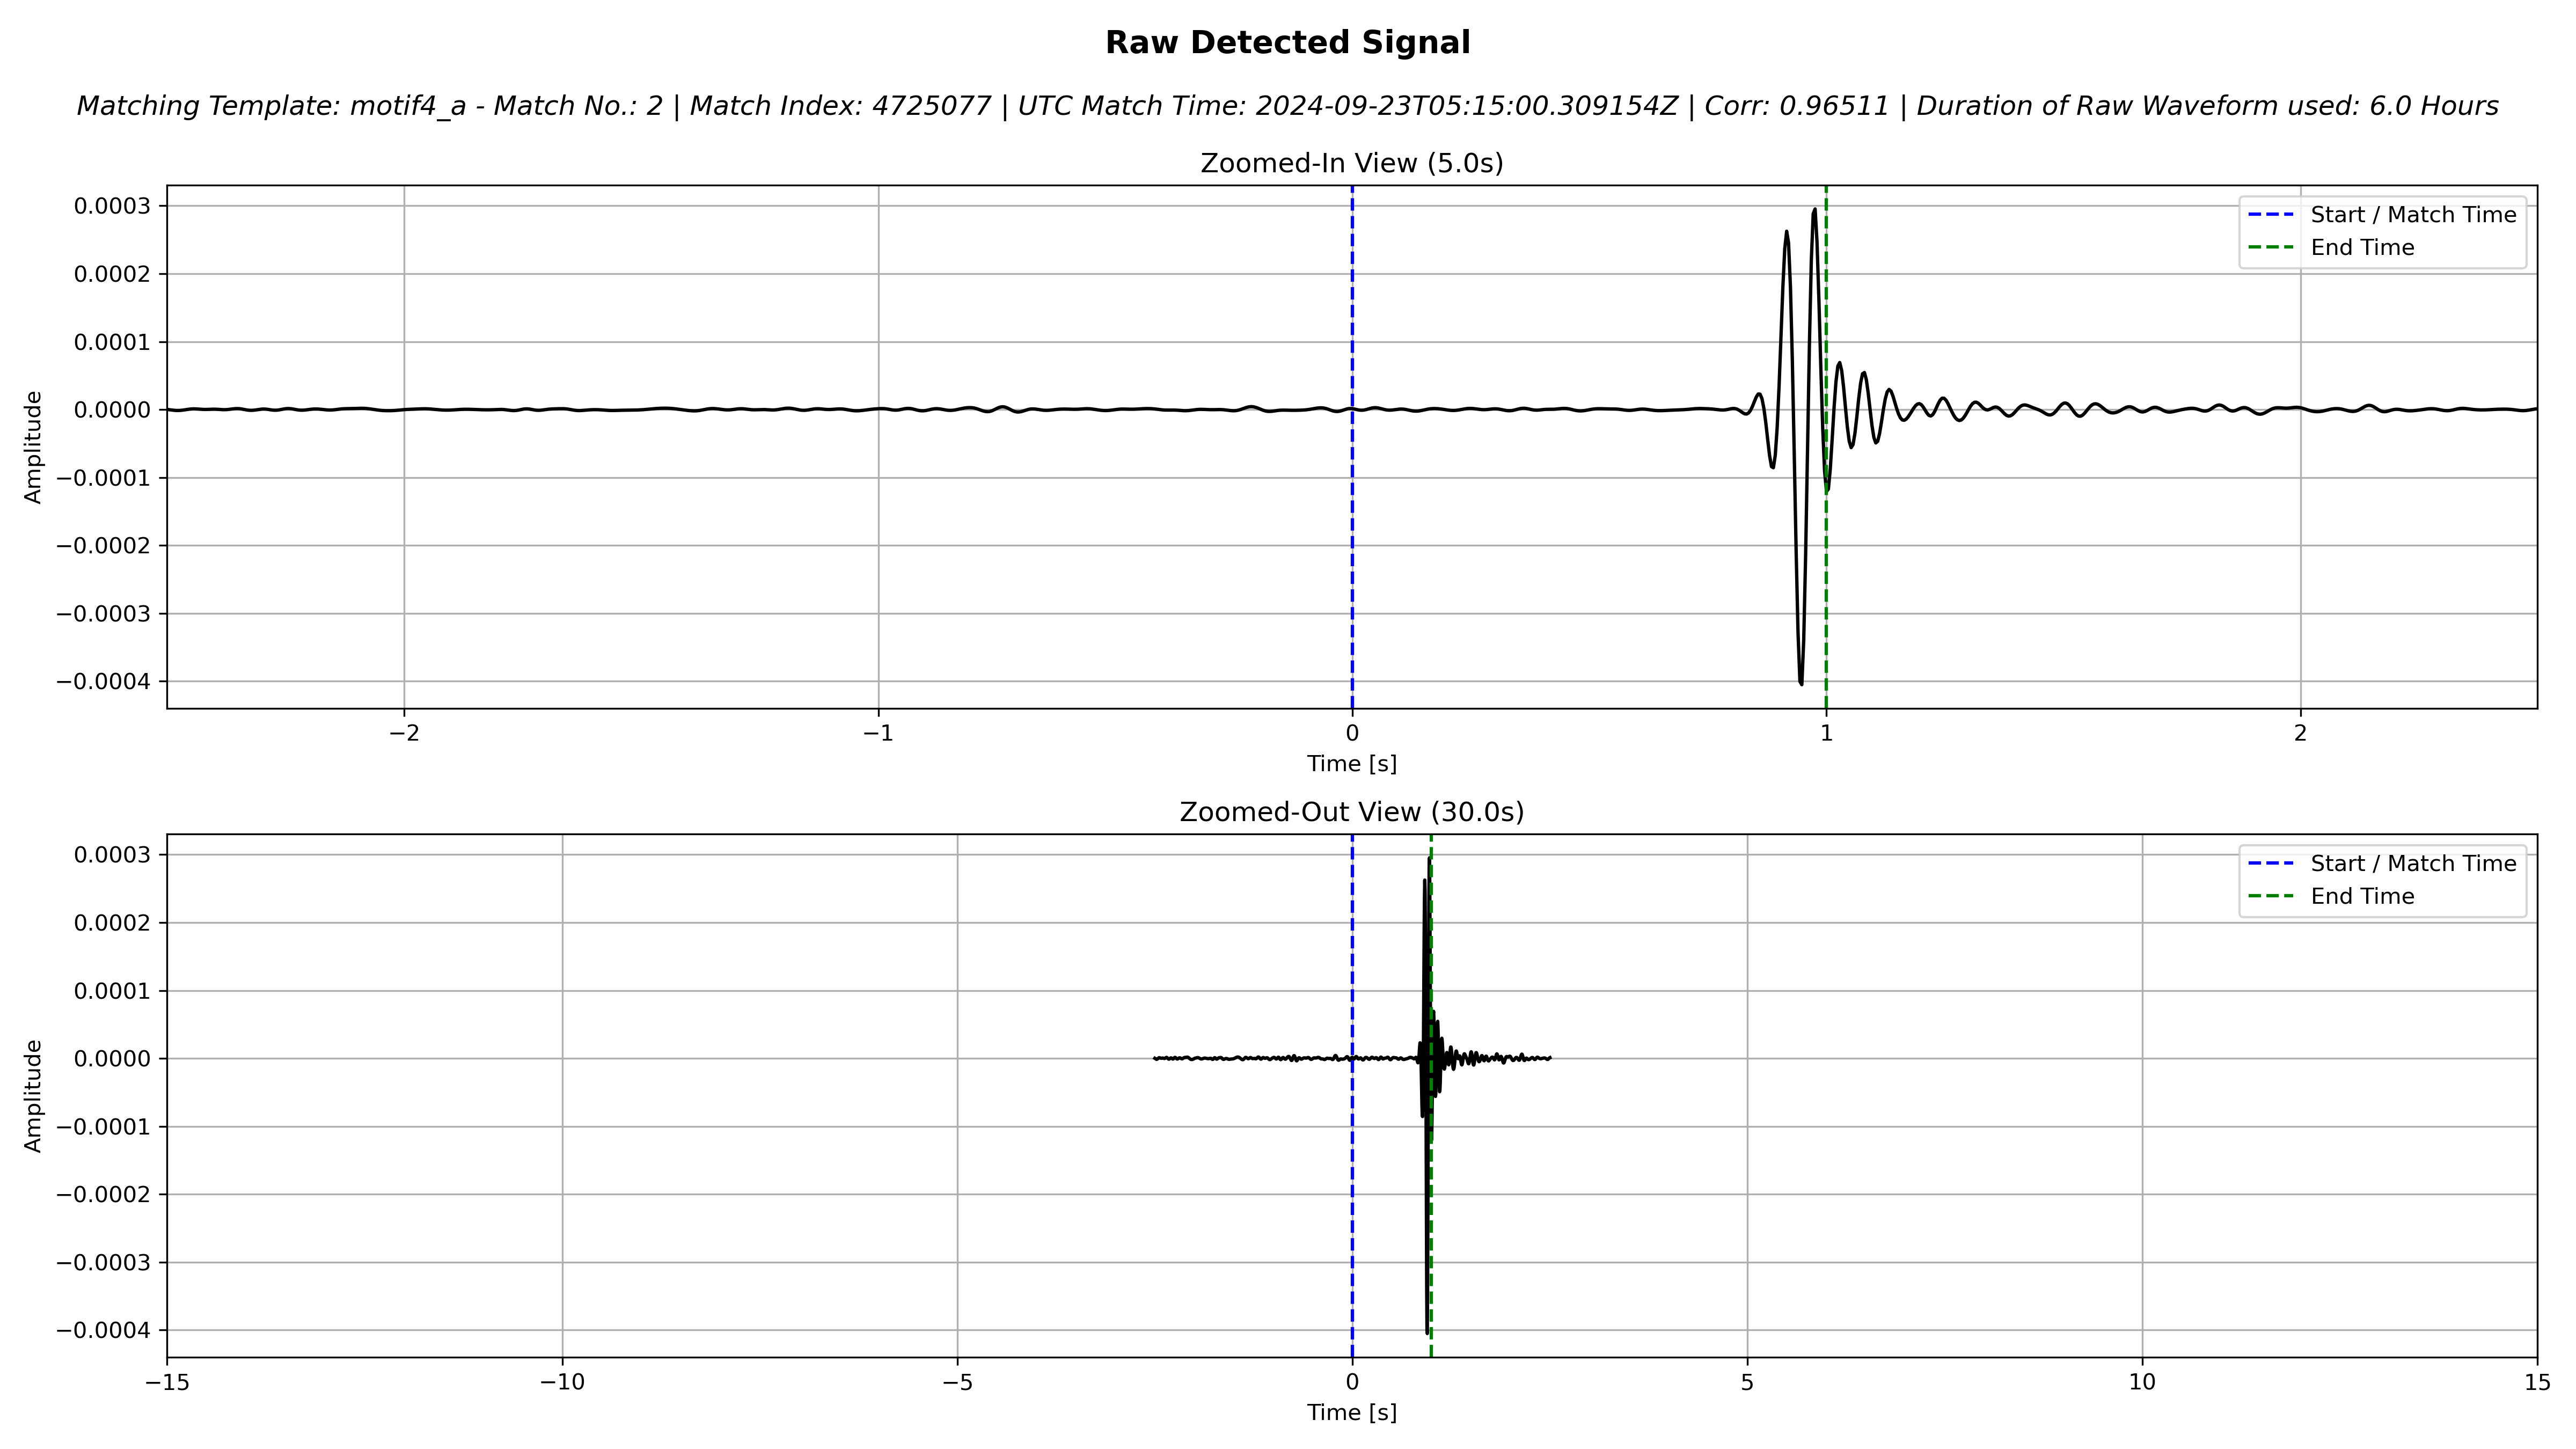 Raw Detected Signal
Matching Template: motif4_a - Match No.: 2 | Match Index: 4725077 | UTC Match Time: 2024-09-23T05:15:00.309154Z | Corr: 0.96511 | Duration of Raw Waveform used: 6.0 Hours
Zoomed-In View (5.0s)
0.0003
0.0002
0.0001
0.0000
−0.0001
−0.0002
−0.0003
−0.0004
Amplitude
Start / Match Time
End Time
−2 −1 0 1 2
Time [s]
Zoomed-Out View (30.0s)
0.0003
0.0002
0.0001
0.0000
−0.0001
−0.0002
−0.0003
−0.0004
Amplitude
Start / Match Time
End Time
−15 −10 −5 0 5 10 15
Time [s]